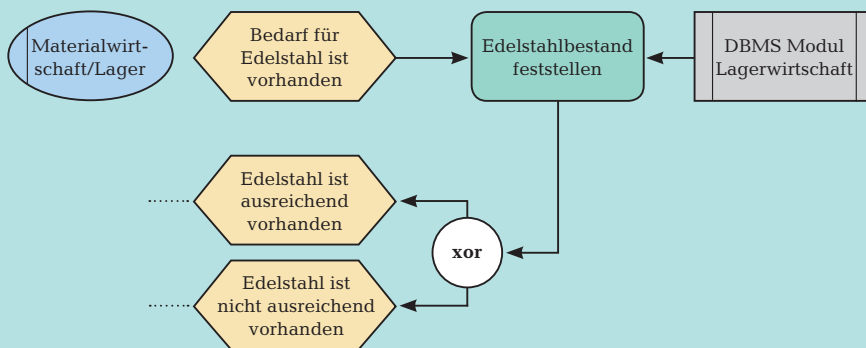 Materialwirt-
schaft/Lager
Bedarf für
Edelstahl ist
vorhanden
Edelstahlbestand
feststellen
DBMS Modul
Lagerwirtschaft
Edelstahl ist
ausreichend
vorhanden
xor
Edelstahl ist
nicht ausreichend
vorhanden